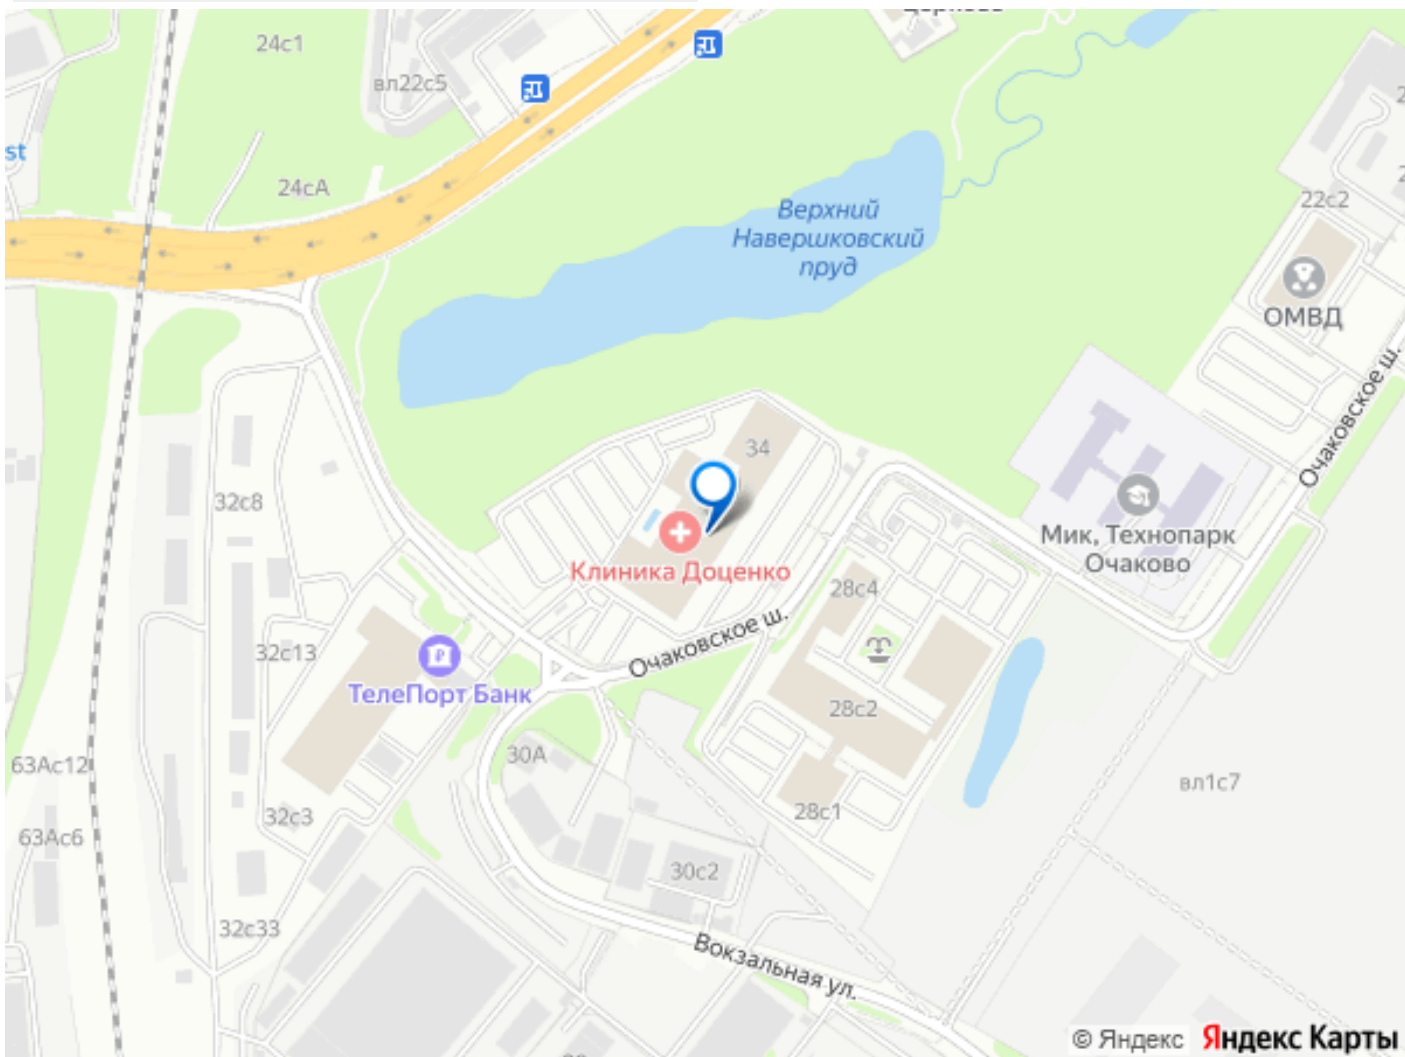 24с1
вл22с5
st
24сА
22с2
Верхний
Навершковский
пруд
ОМВД
Очаковское ш.
34
32с8
Мик, Технопарк
Очаково
Клиника Доценко
28с4
Очаковское ш.
32с13
ТелеПорт Банк
28с2
30А
63Ас12
вл1с7
28с1
32с3
63Ас6
30с2
32с33
Вокзальная ул.
© Яндекс Яндекс Карты